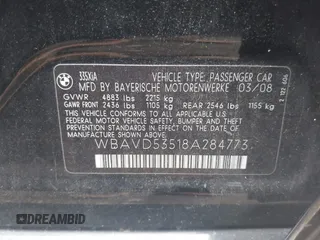 335XIA VEHICLE TYPE: PASSENGER CAR
MFD BY BAYERISCHE MOTORENWERKE 03/08
GVWR 4883 lbs 2215 kg
GAWR FRONT 2436 lbs 1105 kg REAR 2546 lbs 1155 kg
THIS VEHICLE CONFORMS TO ALL APPLICABLE
FEDERAL MOTOR VEHICLE SAFETY, BUMPER,
AND THEFT PREVENTION STANDARDS
IN EFFECT ON THE DATE OF
MANUFACTURE SHOWN ABOVE.
WBAVD53518A284773
DREAMBID